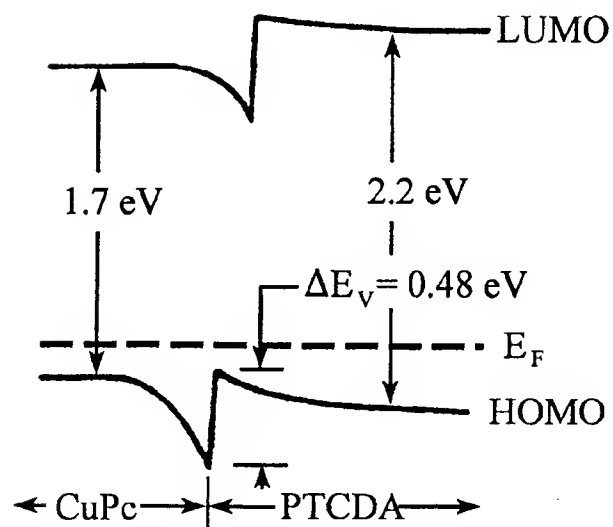 LUMO
1.7 eV
2.2 eV
ΔE_V = 0.48 eV
E_F
HOMO
CuPc
PTCDA